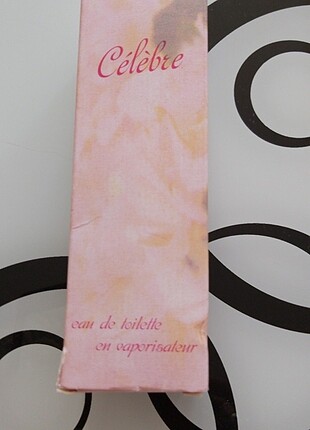 Célèbre
eau de toilette
en vaporisateur